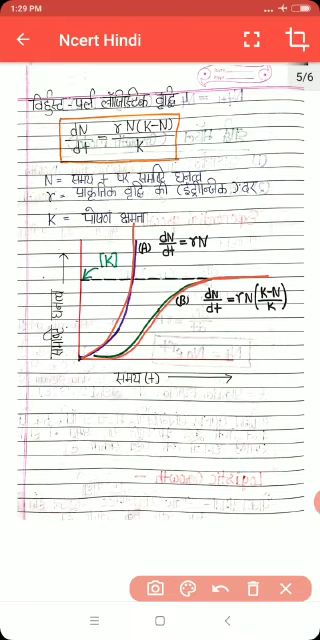 1:29 PM
Ncert Hindi
5/6
विर्हुस्ट-पर्ल लॉजिस्टिक वृद्धि
dN/dt = rN(K-N)/K
N = समय t पर समष्टि घनत्व
r = प्राकृतिक वृद्धि की इंट्रीन्जिक दर
K = पोषण क्षमता
[K]
(A) dN/dt = rN
(B) dN/dt = rN(K-N/K)
समष्टि घनत्व
समय (t)